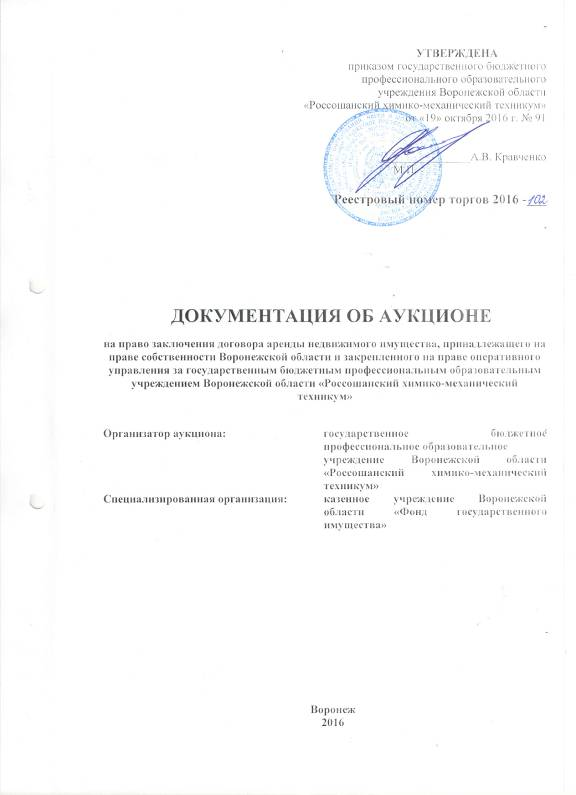 УТВЕРЖДЕНА
приказом государственного бюджетного
профессионального образовательного
учреждения Воронежской области
«Россошанский химико-механический техникум»
от «19» октября 2016 г. № 91
А.В. Кравченко
М.П.
Реестровый номер торгов 2016 -102
ДОКУМЕНТАЦИЯ ОБ АУКЦИОНЕ
на право заключения договора аренды недвижимого имущества, принадлежащего на
праве собственности Воронежской области и закрепленного на праве оперативного
управления за государственным бюджетным профессиональным образовательным
учреждением Воронежской области «Россошанский химико-механический
техникум»
Организатор аукциона: государственное бюджетное
профессиональное образовательное
учреждение Воронежской области
«Россошанский химико-механический
техникум»
Специализированная организация: казенное учреждение Воронежской
области «Фонд государственного
имущества»
Воронеж
2016